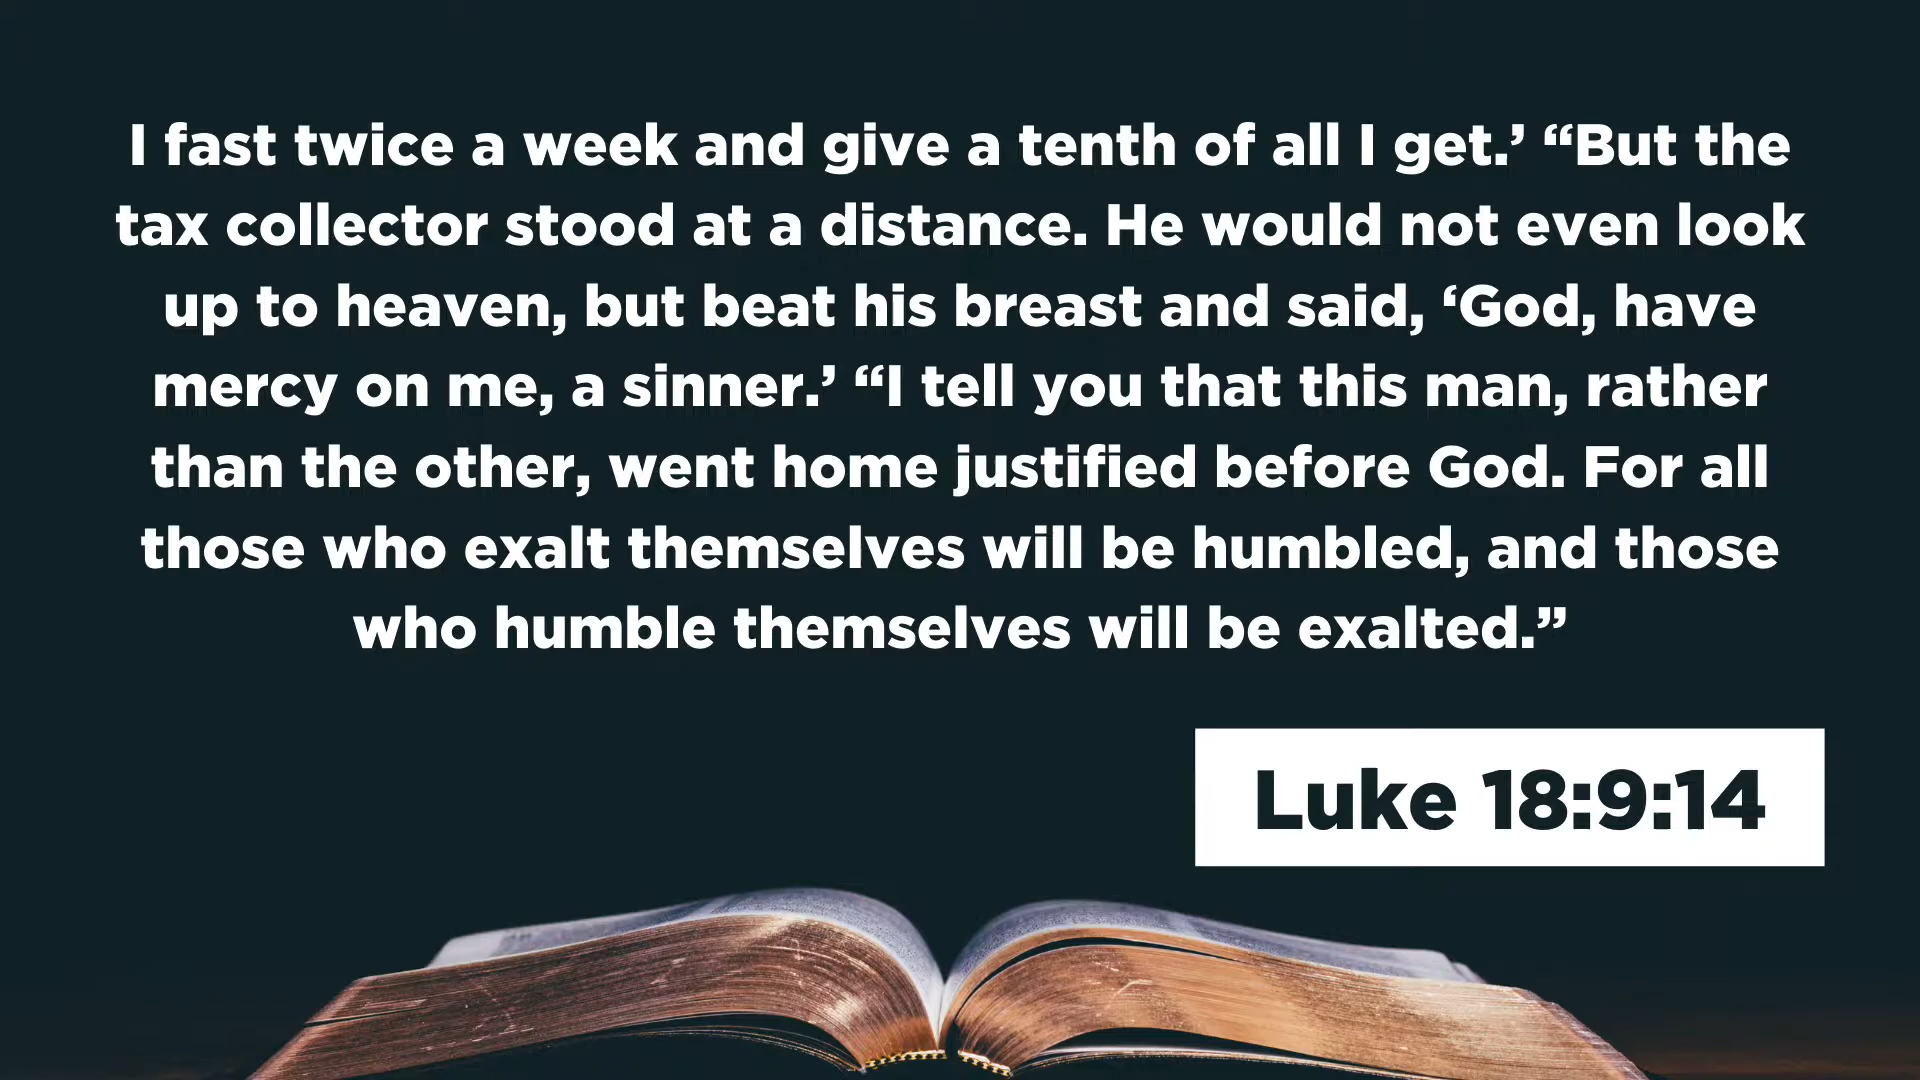 I fast twice a week and give a tenth of all I get.’ “But the
tax collector stood at a distance. He would not even look
up to heaven, but beat his breast and said, ‘God, have
mercy on me, a sinner.’ “I tell you that this man, rather
than the other, went home justified before God. For all
those who exalt themselves will be humbled, and those
who humble themselves will be exalted.”
Luke 18:9:14